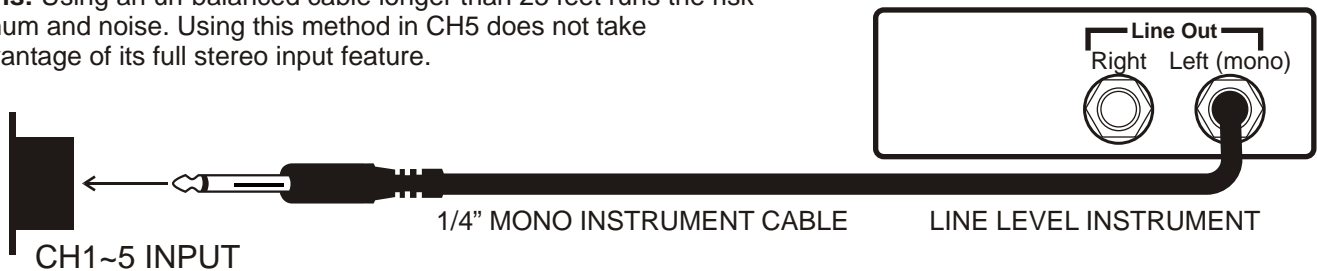 ns: Using an un-balanced cable longer than feet runs the risk
hum and noise. Using this method in CH5 does not take
vantage of its full stereo input feature.
Line Out
Right Left (mono)
1/4” MONO INSTRUMENT CABLE LINE LEVEL INSTRUMENT
CH1~5 INPUT